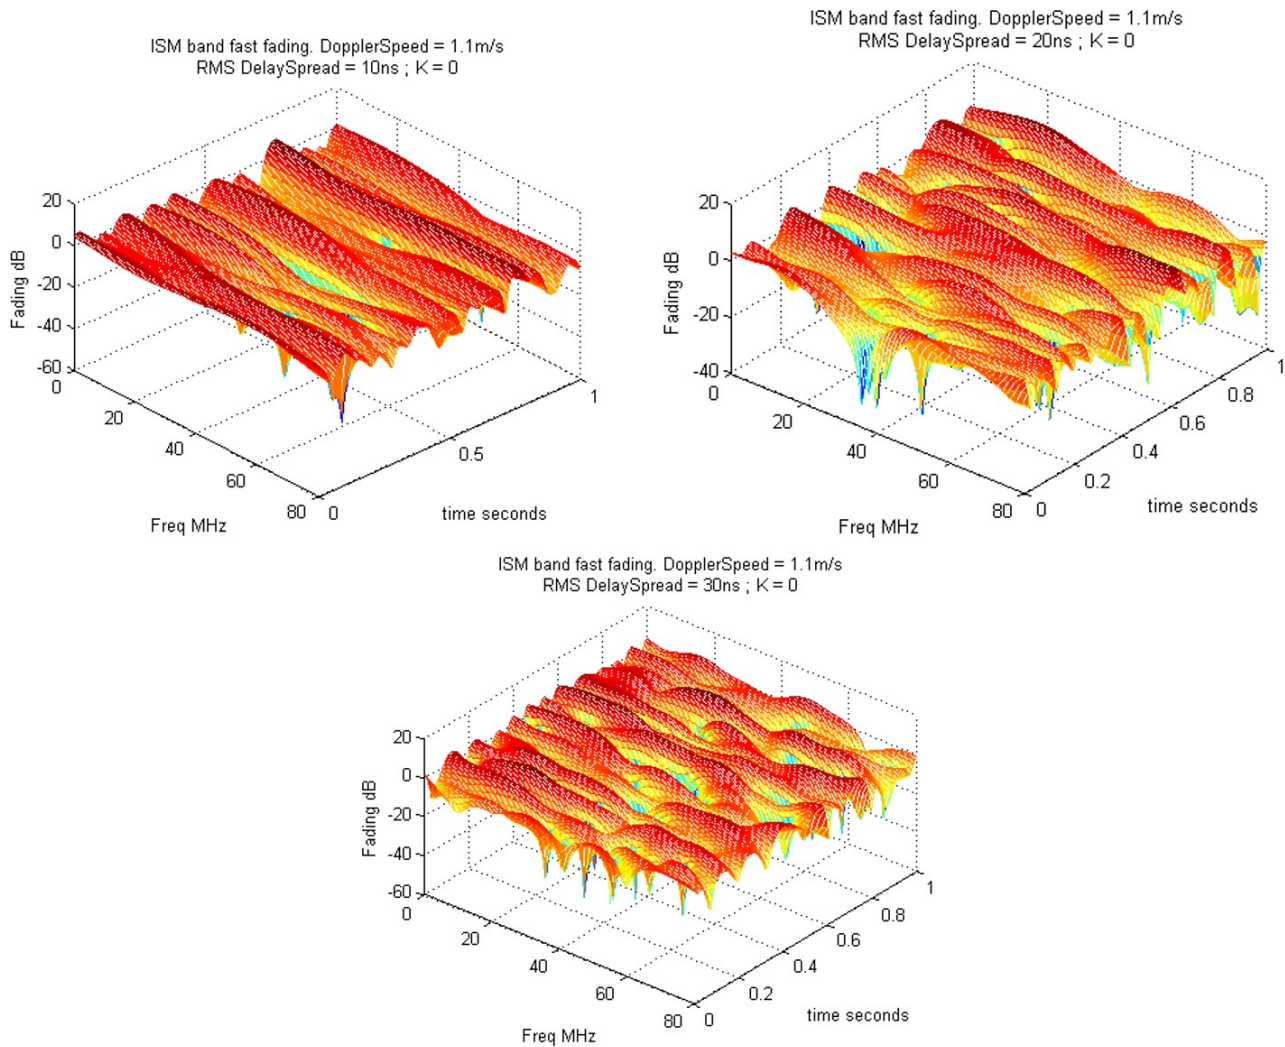 ISM band fast fading. DopplerSpeed = 1.1m/s
RMS DelaySpread = 10ns ; K = 0
20
0
-20
-40
-60
Fading dB
0
20
40
60
80
Freq MHz
0
0.5
1
time seconds
ISM band fast fading. DopplerSpeed = 1.1m/s
RMS DelaySpread = 20ns ; K = 0
20
0
-20
-40
Fading dB
0
20
40
60
80
Freq MHz
0
0.2
0.4
0.6
0.8
1
time seconds
ISM band fast fading. DopplerSpeed = 1.1m/s
RMS DelaySpread = 30ns ; K = 0
20
0
-20
-40
-60
Fading dB
0
20
40
60
80
Freq MHz
0
0.2
0.4
0.6
0.8
1
time seconds